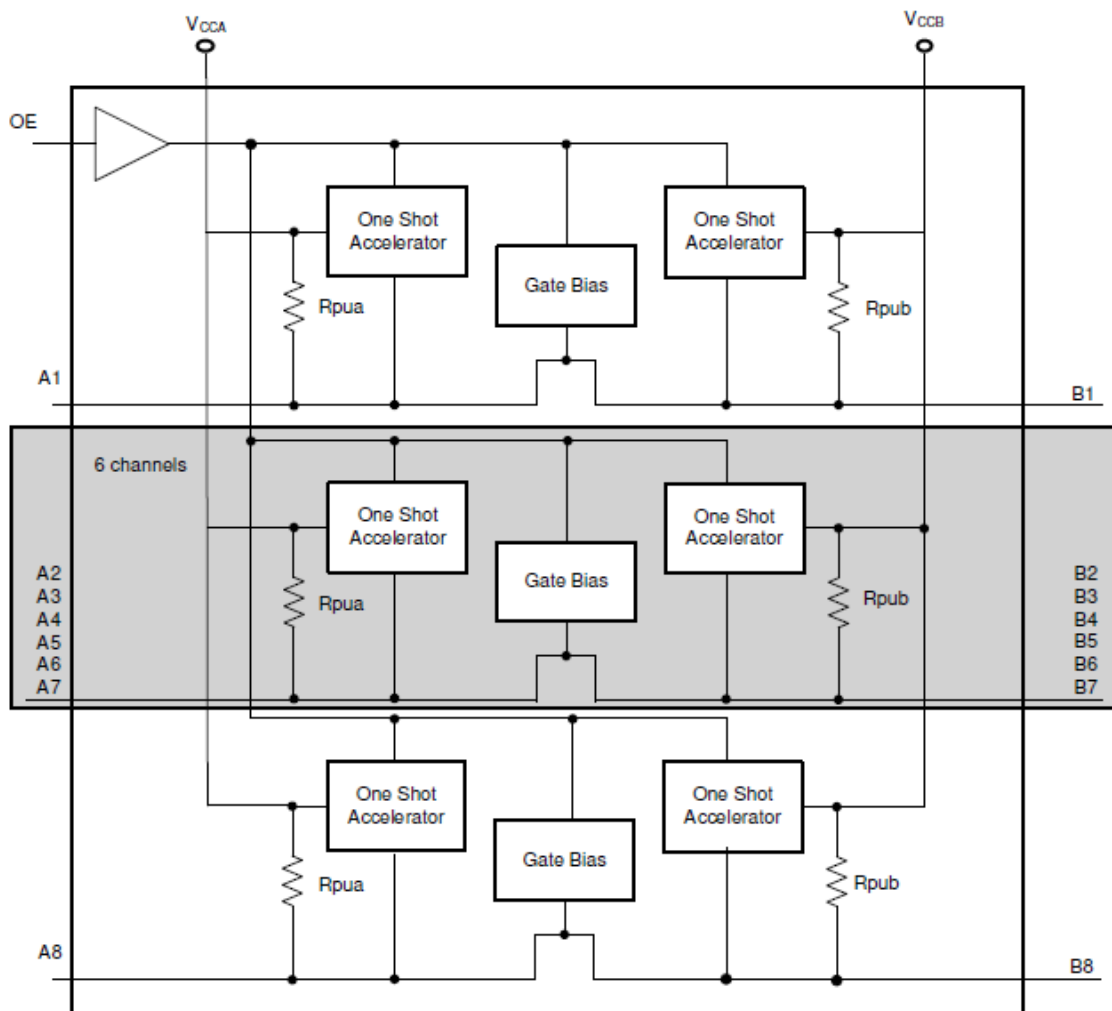 VCCA
VCCB
OE
One Shot
Accelerator
One Shot
Accelerator
Gate Bias
Rpua
Rpub
A1
B1
6 channels
One Shot
Accelerator
One Shot
Accelerator
Gate Bias
Rpua
Rpub
A2
A3
A4
A5
A6
A7
B2
B3
B4
B5
B6
B7
One Shot
Accelerator
One Shot
Accelerator
Gate Bias
Rpua
Rpub
A8
B8